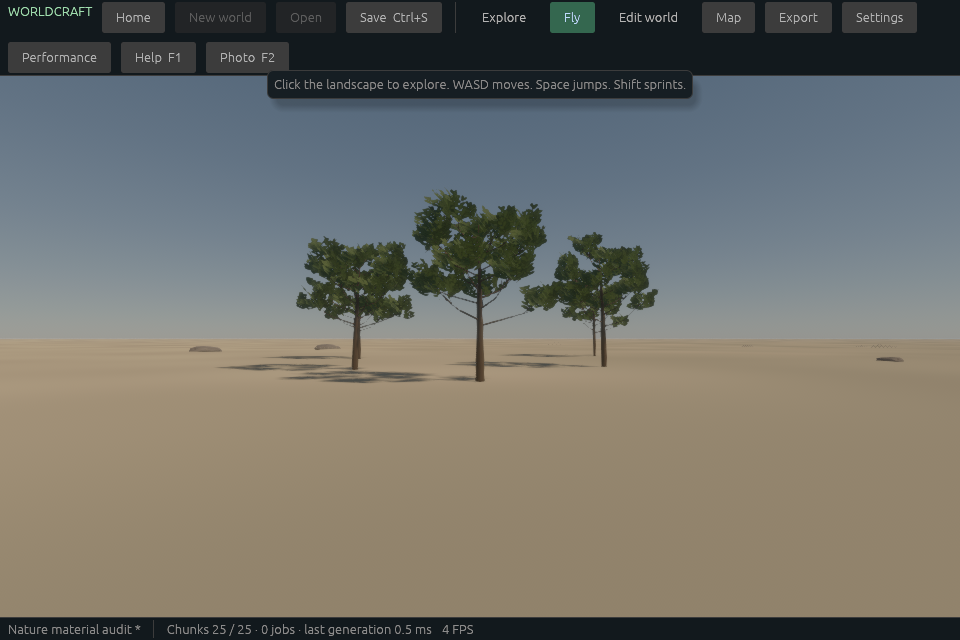 WORLDCRAFT Home New world Open Save Ctrl+S Explore Fly Edit world Map Export Settings
Performance Help F1 Photo F2
Click the landscape to explore. WASD moves. Space jumps. Shift sprints.
Nature material audit * Chunks 25 / 25 · 0 jobs · last generation 0.5 ms 4 FPS